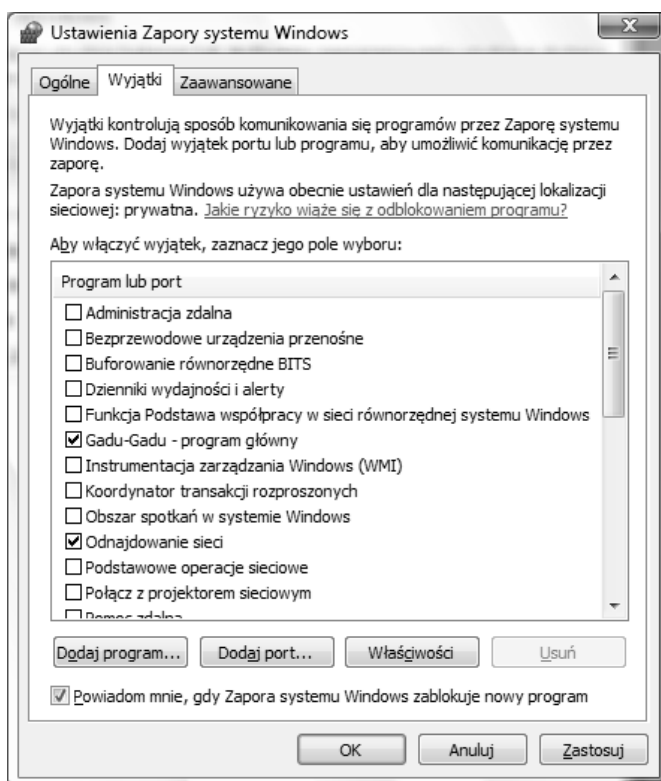 Ustawienia Zapory systemu Windows
Ogólne Wyjątki Zaawansowane
Wyjątki kontrolują sposób komunikowania się programów przez Zaporę systemu
Windows. Dodaj wyjątek portu lub programu, aby umożliwić komunikację przez
zaporę.
Zapora systemu Windows używa obecnie ustawień dla następującej lokalizacji
sieciowej: prywatna. Jakie ryzyko wiąże się z odblokowaniem programu?
Aby włączyć wyjątek, zaznacz jego pole wyboru:
Program lub port
Administracja zdalna
Bezprzewodowe urządzenia przenośne
Buforowanie równorzędne BITS
Dzienniki wydajności i alerty
Funkcja Podstawa współpracy w sieci równorzędnej systemu Windows
Gadu-Gadu - program główny
Instrumentacja zarządzania Windows (WMI)
Koordynator transakcji rozproszonych
Obszar spotkań w systemie Windows
Odnajdowanie sieci
Podstawowe operacje sieciowe
Połącz z projektorem sieciowym
Pomoc zdalna
Dodaj program... Dodaj port... Właściwości Usuń
Powiadom mnie, gdy Zapora systemu Windows zablokuje nowy program
OK Anuluj Zastosuj